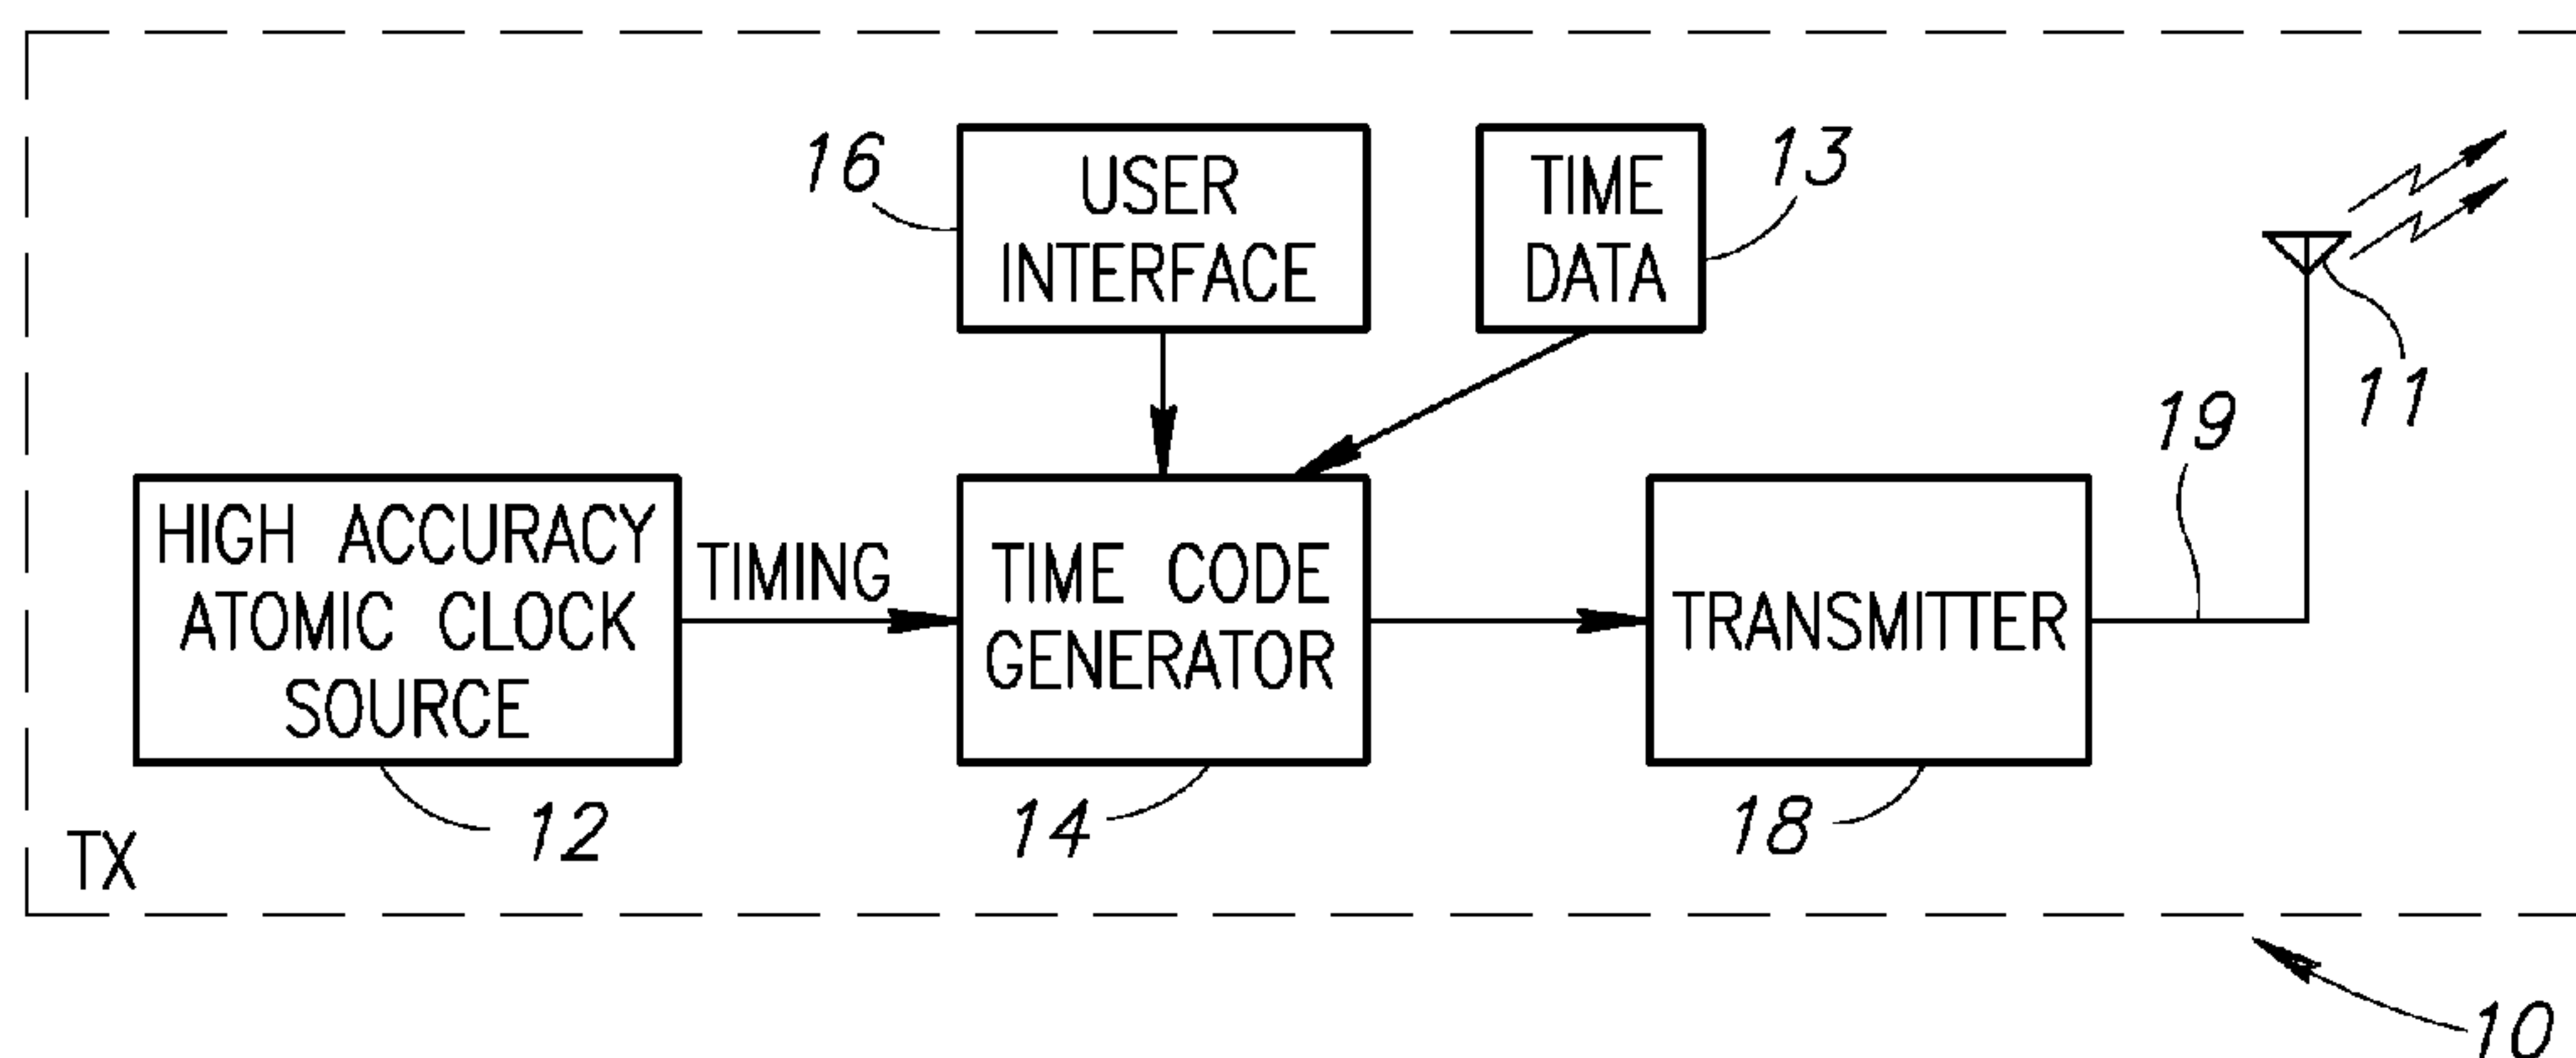 16
USER
INTERFACE
TIME
DATA
13
11
19
HIGH ACCURACY
ATOMIC CLOCK
SOURCE
TIMING
TIME CODE
GENERATOR
TRANSMITTER
12
14
18
TX
10